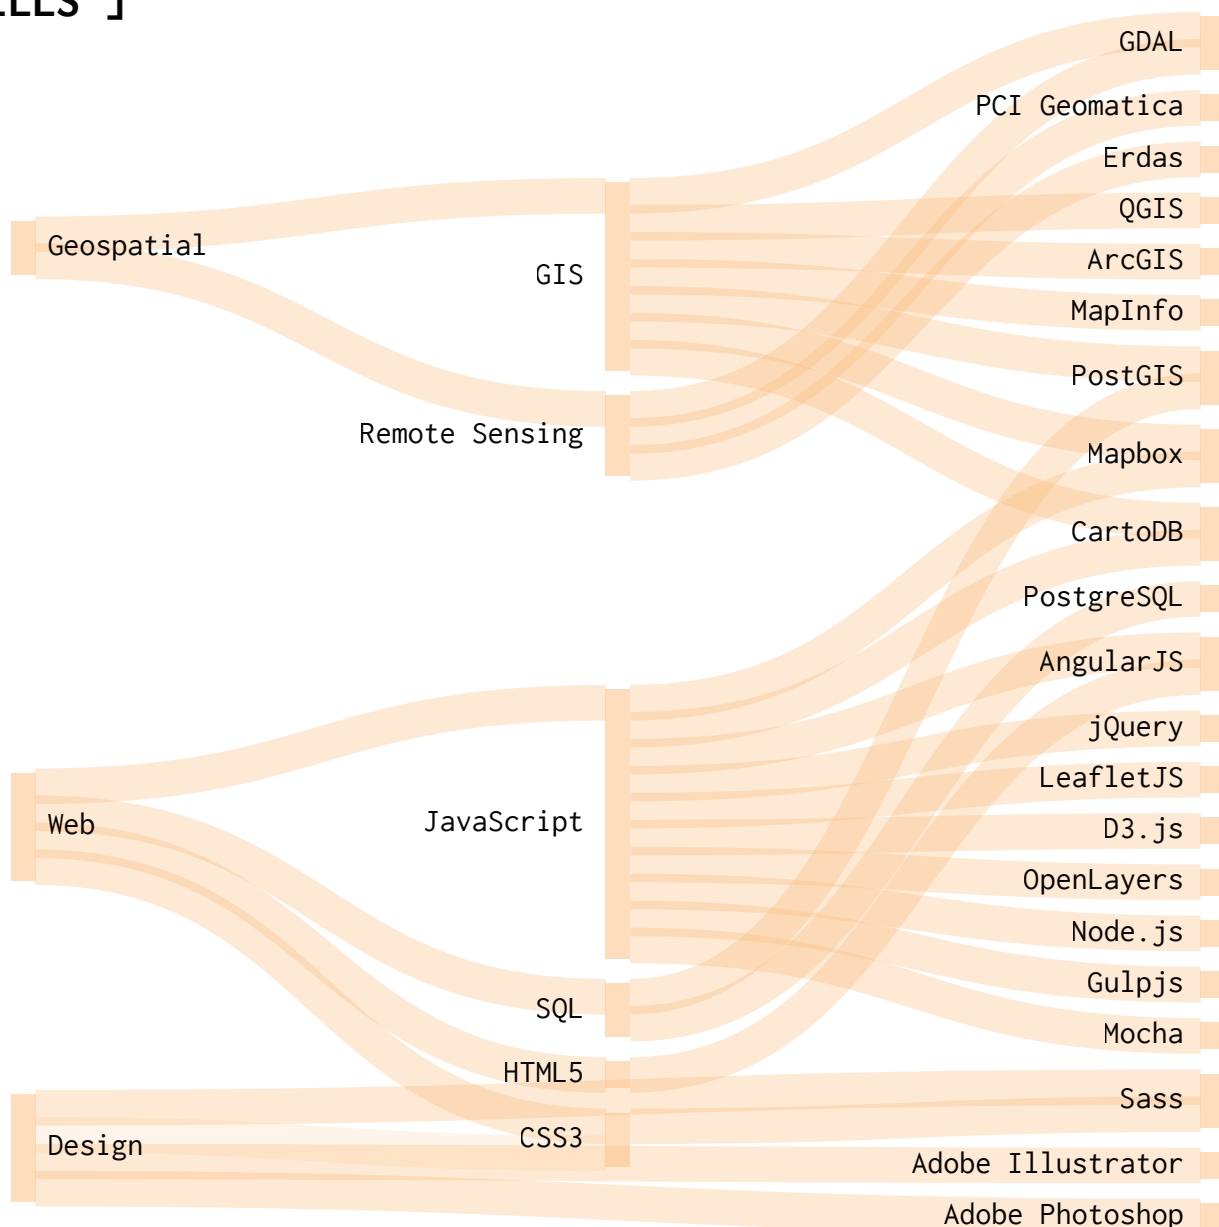 ]
Geospatial
Web
Design
GIS
Remote Sensing
JavaScript
SQL
HTML5
CSS3
GDAL
PCI Geomatica
Erdas
QGIS
ArcGIS
MapInfo
PostGIS
Mapbox
CartoDB
PostgreSQL
AngularJS
jQuery
LeafletJS
D3.js
OpenLayers
Node.js
Gulpjs
Mocha
Sass
Adobe Illustrator
Adobe Photoshop